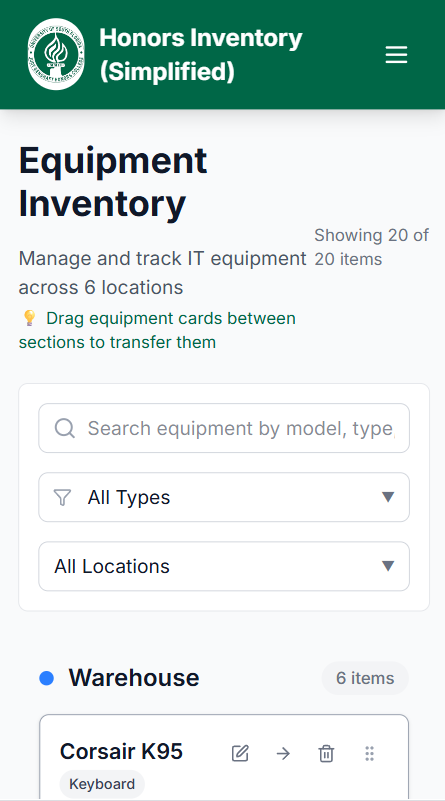 Honors Inventory
(Simplified)
Equipment
Inventory
Showing 20 of
20 items
Manage and track IT equipment
across 6 locations
💡 Drag equipment cards between
sections to transfer them
Search equipment by model, type,
All Types
All Locations
Warehouse
6 items
Corsair K95
Keyboard